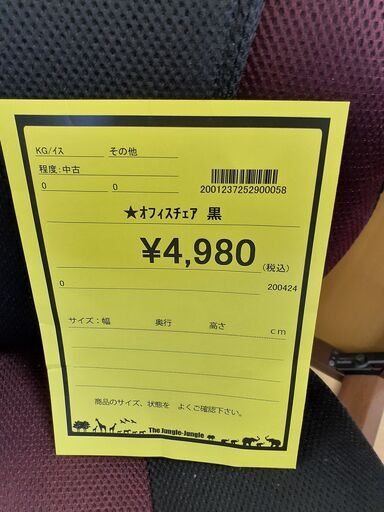 KG/ｲｽ その他
程度:中古
0 0
2001237252900058
★ｵﾌｨｽﾁｪｱ 黒
¥4,980(税込)
0 200424
サイズ:幅 奥行 高さ cm
商品のサイズ、状態を よくご確認下さい。
The Jungle-Jungle